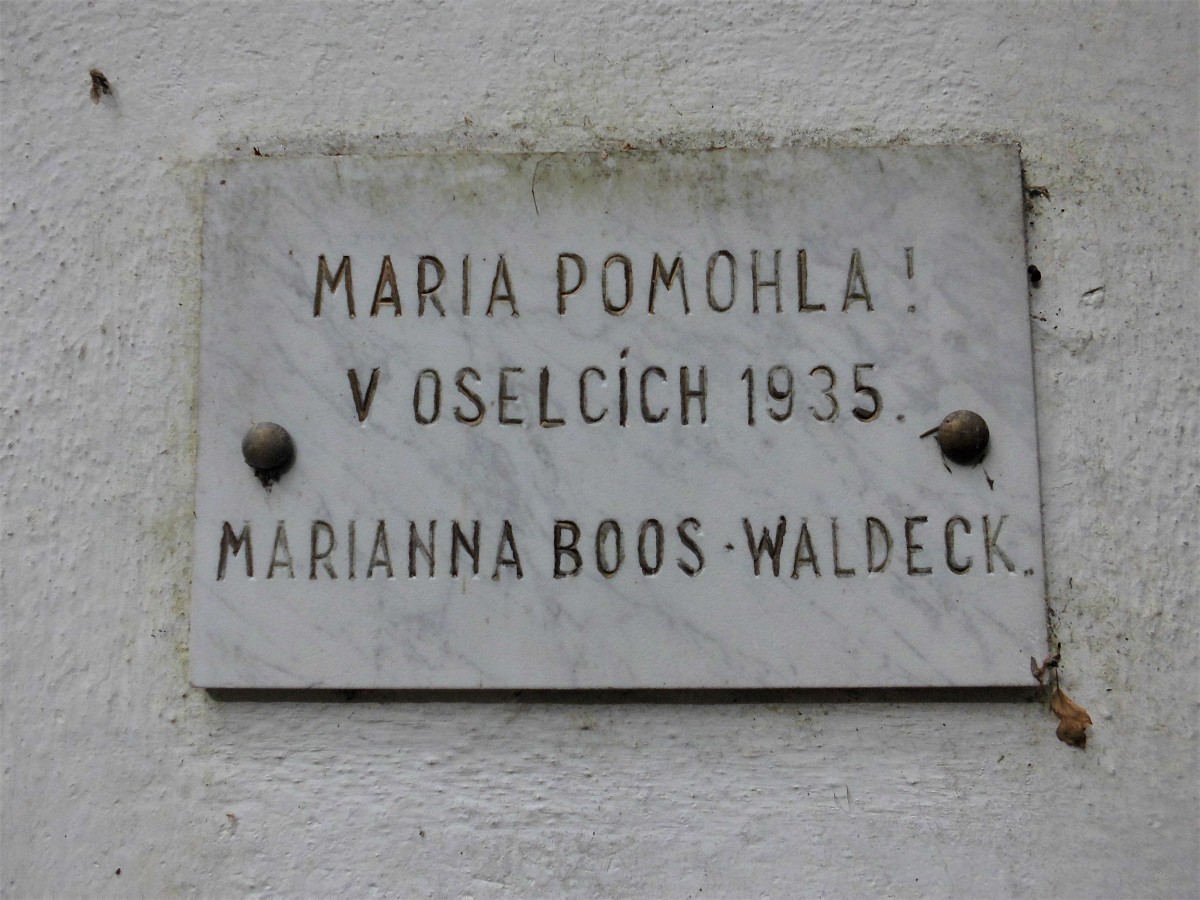 MARIA POMOHLA!
V OSELCÍCH 1935.
MARIANNA BOOS-WALDECK.